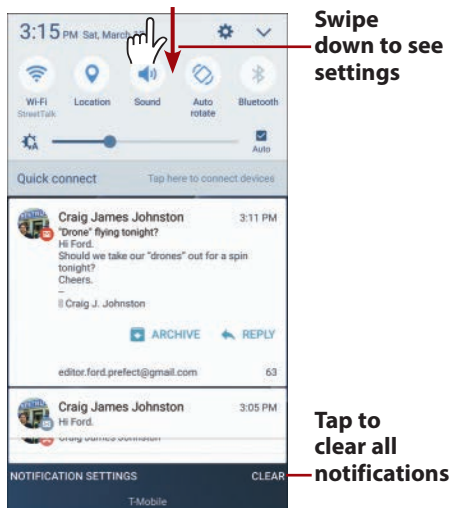 3:15 PM Sat, March
Swipe
down to see
settings
Wi-Fi
StreetTalk
Location
Sound
Auto
rotate
Bluetooth
A
Auto
Quick connect
Tap here to connect devices
Craig James Johnston 3:11 PM
"Drone" flying tonight?
Hi Ford.
Should we take our "drones" out for a spin
tonight?
Cheers.
--
Craig J. Johnston
ARCHIVE REPLY
editor.ford.prefect@gmail.com 63
Craig James Johnston 3:05 PM
Hi Ford.
Craig James Johnston
Tap to
clear all
notifications
NOTIFICATION SETTINGS CLEAR
T-Mobile